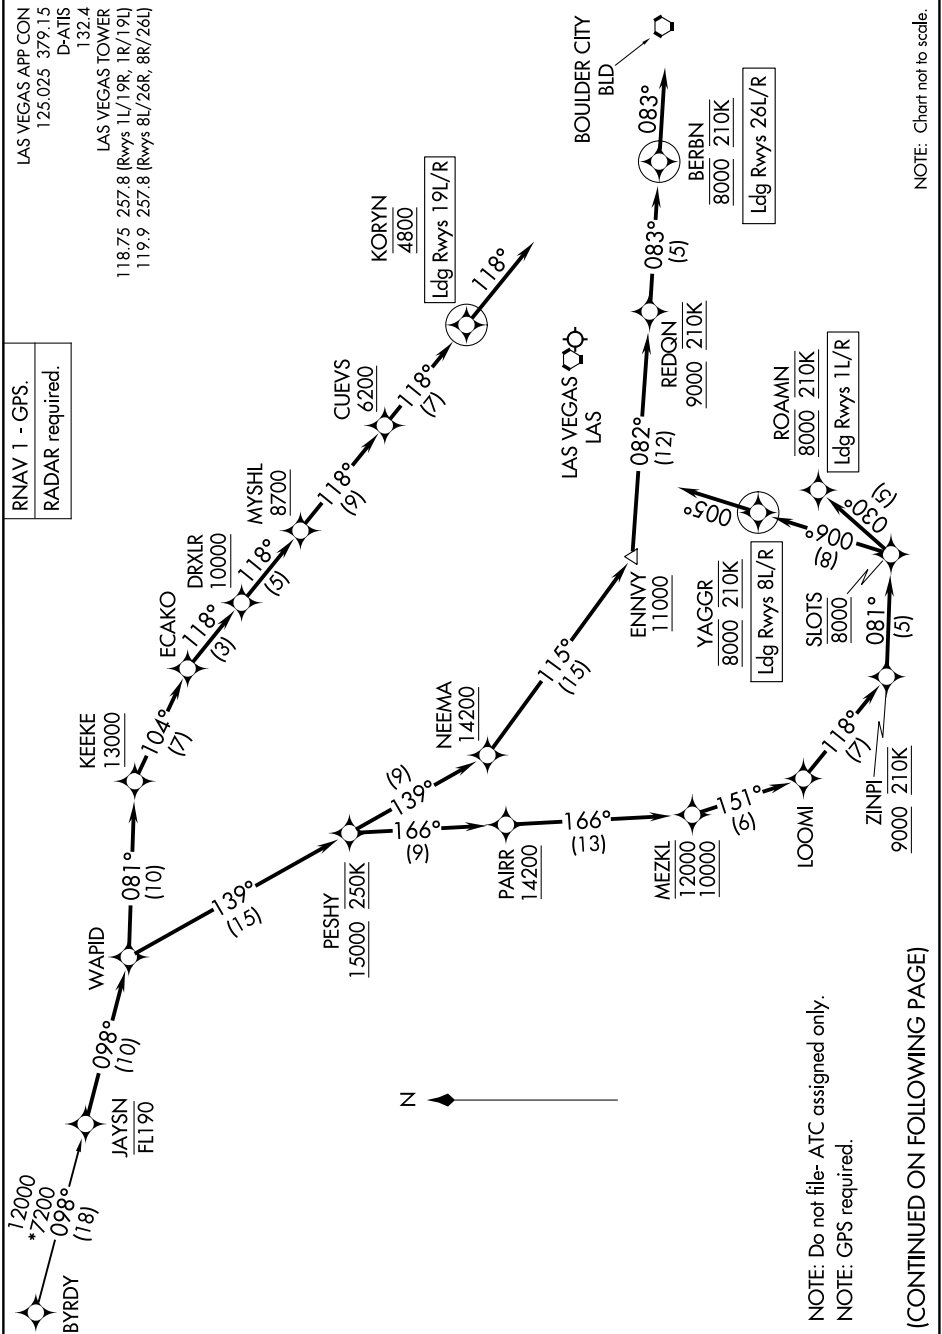 RNAV 1 - GPS.
RADAR required.
LAS VEGAS APP CON
125.025 379.15
D-ATIS
132.4
LAS VEGAS TOWER
118.75 257.8 (Rwys 1L/19R, 1R/19L)
119.9 257.8 (Rwys 8L/26R, 8R/26L)
12000
*7200
098°
(18)
BYRDY
JAYSN
FL190
098°
(10)
WAPID
081°
(10)
KEEKE
13000
104°
(7)
ECAKO
118°
(3)
DRXLR
10000
118°
(5)
MYSHL
8700
118°
(9)
CUEVS
6200
118°
(7)
KORYN
4800
Ldg Rwys 19L/R
118°
139°
(15)
PESHY
15000 250K
139°
(9)
NEEMA
14200
115°
(15)
ENNVY
11000
082°
(12)
LAS VEGAS
LAS
REDQN
9000 210K
083°
(5)
BERBN
8000 210K
Ldg Rwys 26L/R
083°
BOULDER CITY
BLD
166°
(9)
PAIRR
14200
166°
(13)
MEZKL
12000
10000
151°
(6)
LOOMI
118°
(7)
ZINPI
9000 210K
081°
(5)
SLOTS
8000
006°
(8)
YAGGR
8000 210K
Ldg Rwys 8L/R
005°
030°
(5)
ROAMN
8000 210K
Ldg Rwys 1L/R
N
NOTE: Do not file- ATC assigned only.
NOTE: GPS required.
NOTE: Chart not to scale.
(CONTINUED ON FOLLOWING PAGE)